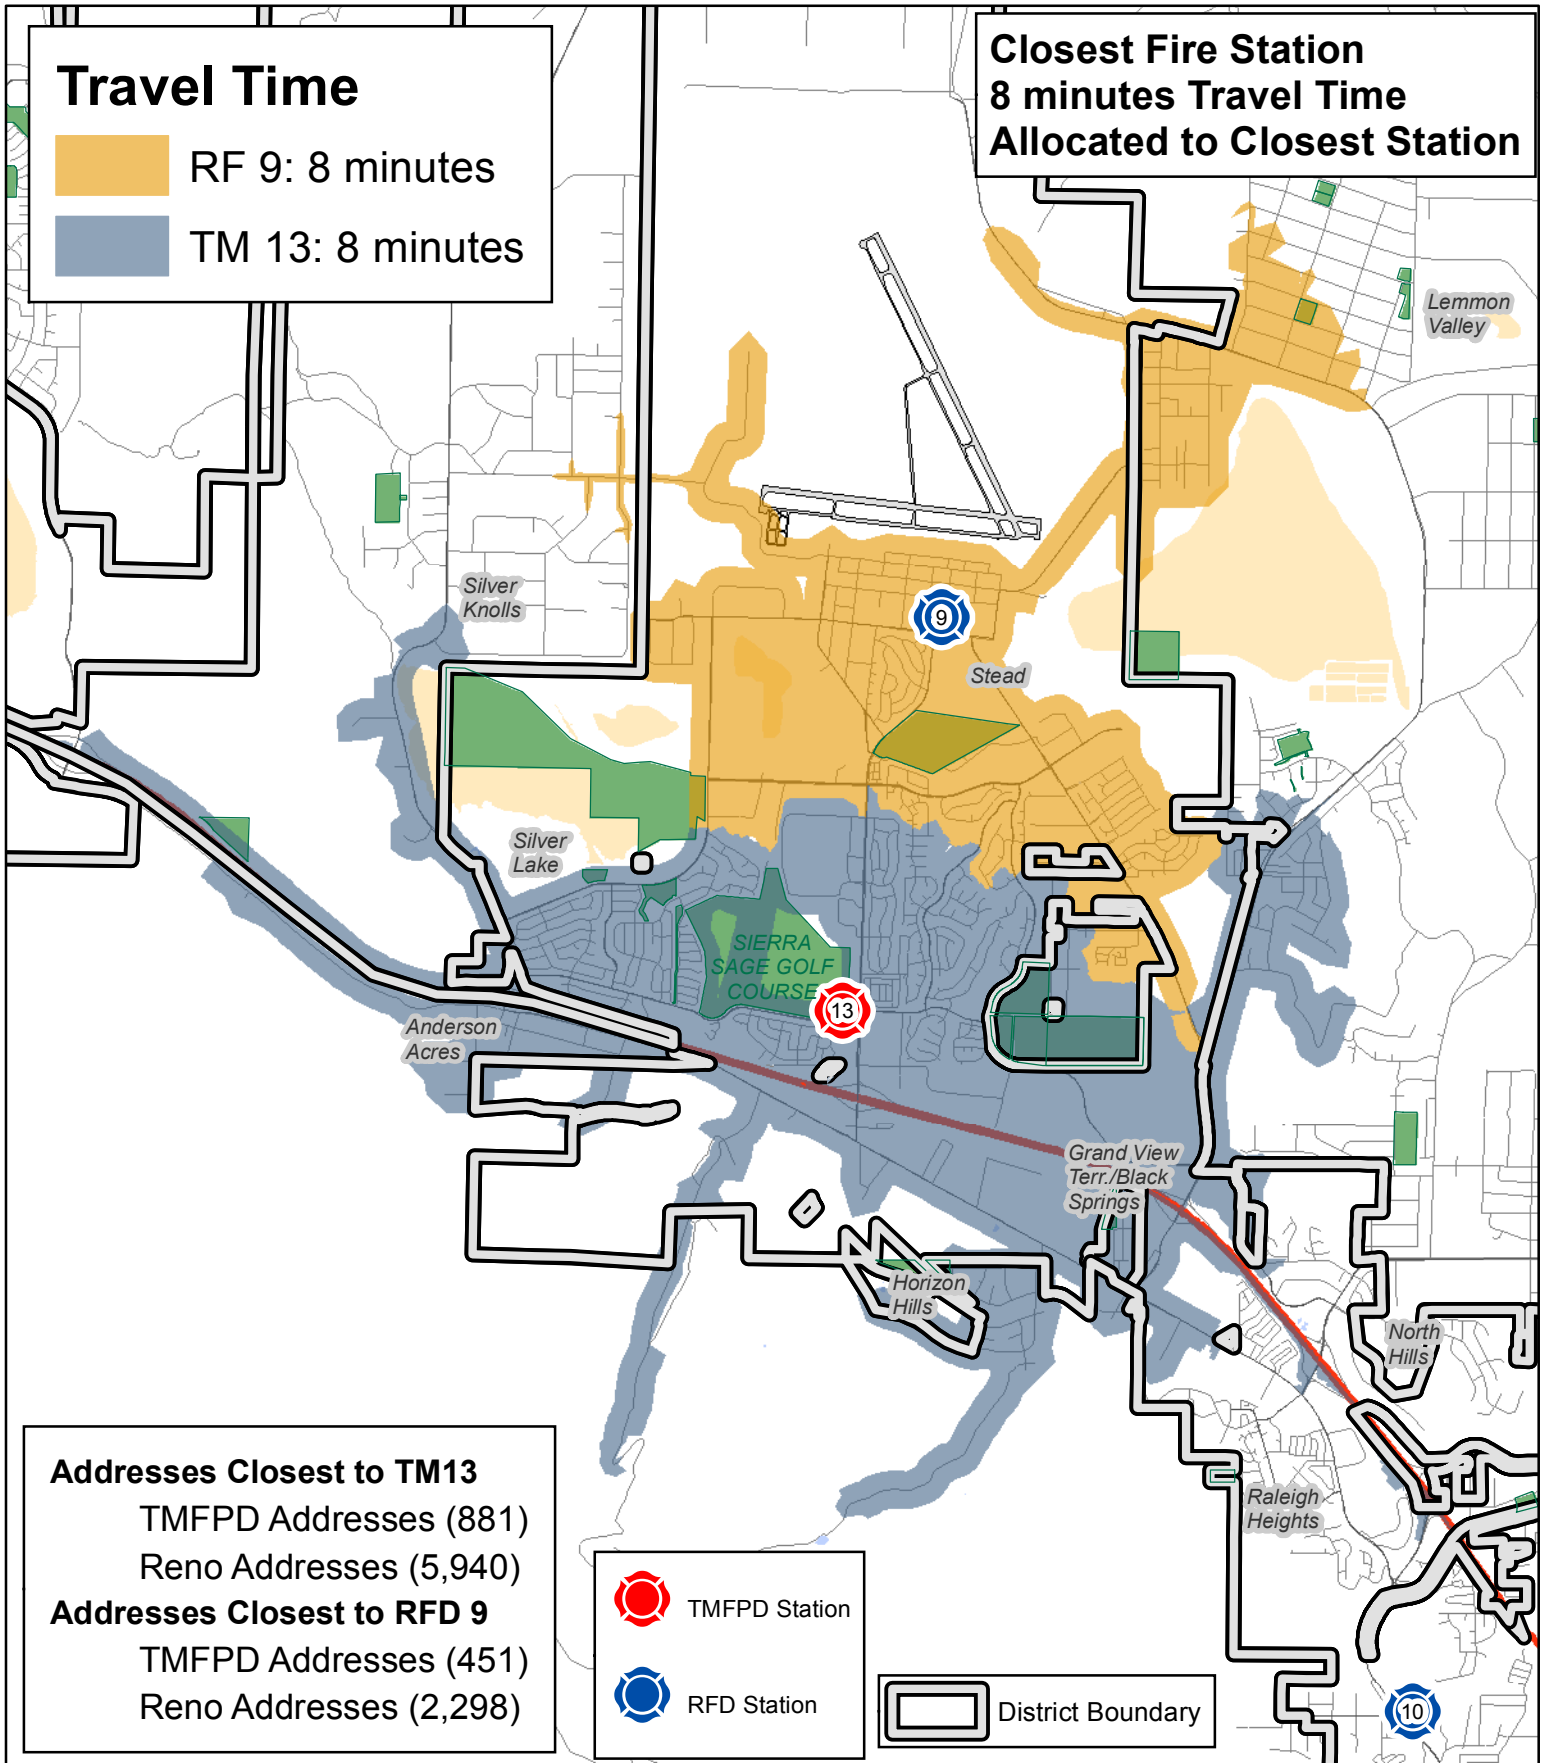 Travel Time
RF 9: 8 minutes
TM 13: 8 minutes
Closest Fire Station
8 minutes Travel Time
Allocated to Closest Station
Lemmon
Valley
Silver
Knolls
9
Stead
Silver
Lake
SIERRA
SAGE GOLF
COURSE
13
Anderson
Acres
Grand View
Terr./Black
Springs
Horizon
Hills
North
Hills
Raleigh
Heights
10
Addresses Closest to TM13
TMFPD Addresses (881)
Reno Addresses (5,940)
Addresses Closest to RFD 9
TMFPD Addresses (451)
Reno Addresses (2,298)
TMFPD Station
RFD Station
District Boundary